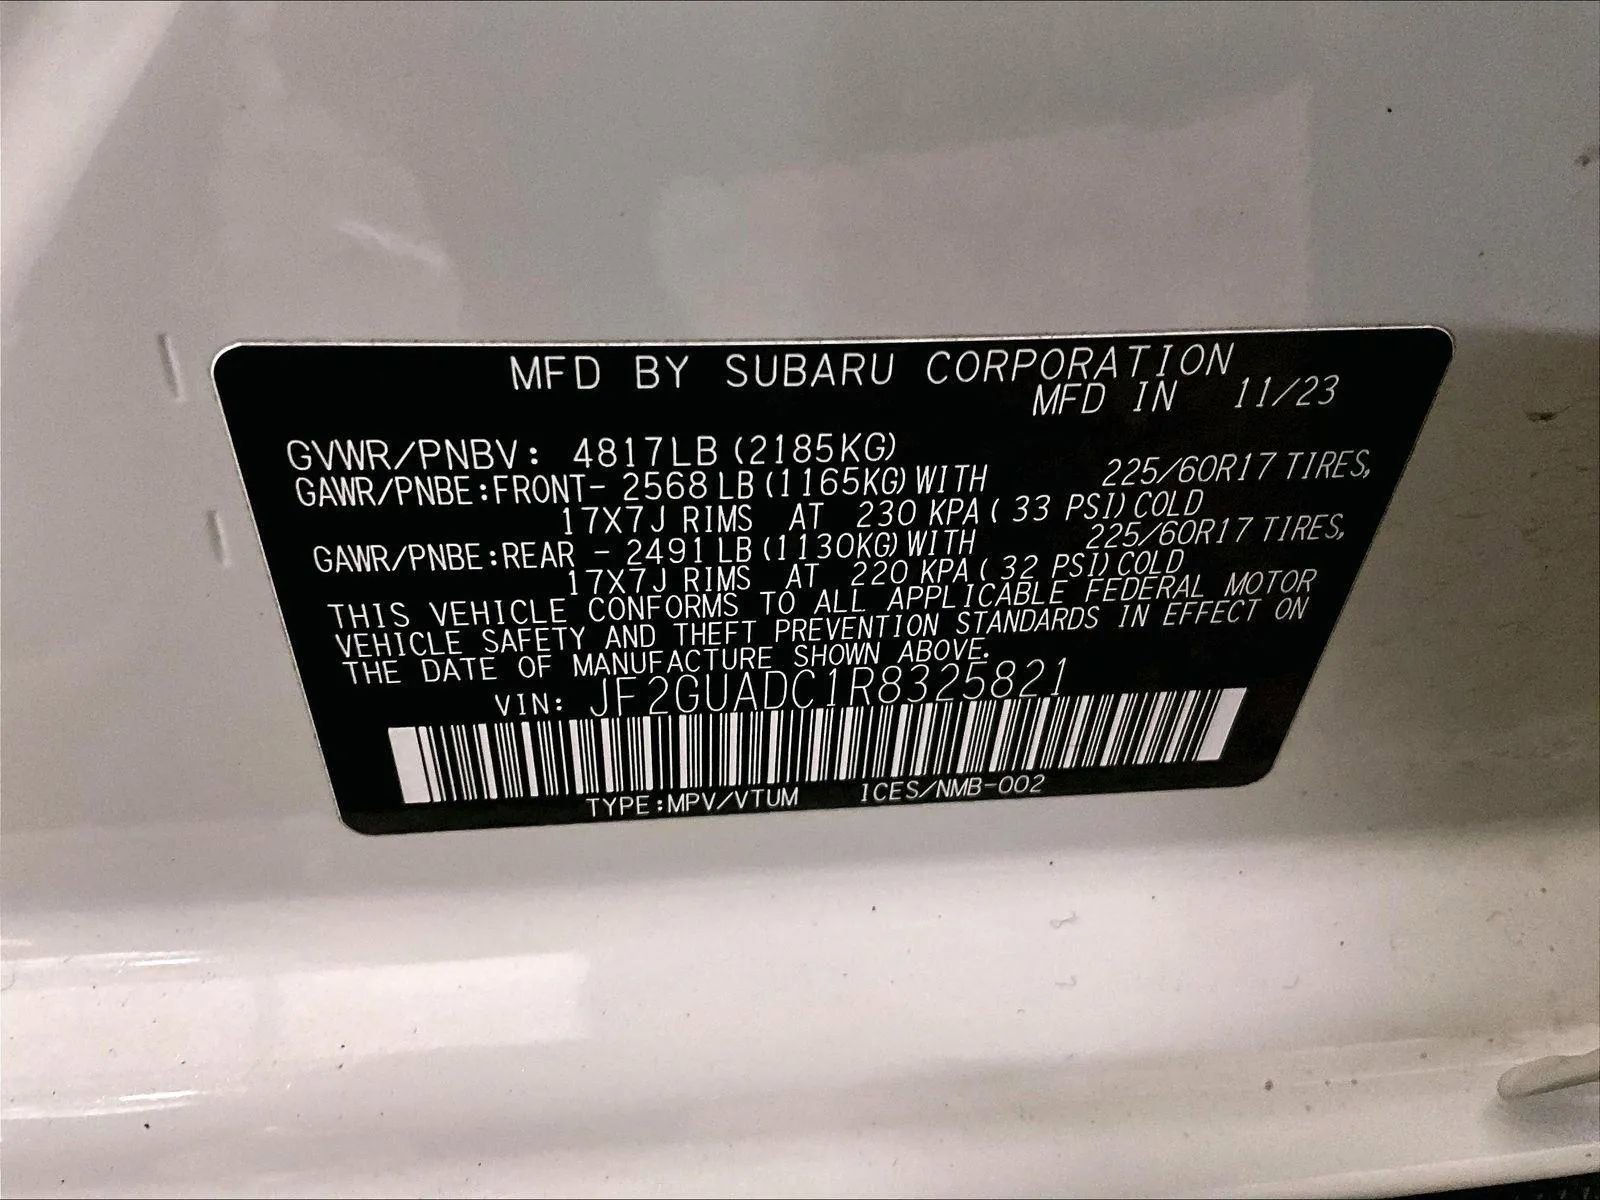 MFD BY SUBARU CORPORATION
MFD IN 11/23
GVWR/PNBV: 4817LB (2185KG)
GAWR/PNBE:FRONT- 2568 LB (1165KG) WITH 225/60R17 TIRES,
17X7J RIMS AT 230 KPA ( 33 PSI) COLD
GAWR/PNBE:REAR - 2491 LB (1130KG) WITH 225/60R17 TIRES,
17X7J RIMS AT 220 KPA ( 32 PSI) COLD
THIS VEHICLE CONFORMS TO ALL APPLICABLE FEDERAL MOTOR
VEHICLE SAFETY AND THEFT PREVENTION STANDARDS IN EFFECT ON
THE DATE OF MANUFACTURE SHOWN ABOVE.
VIN: JF2GUADC1R8325821
TYPE:MPV/VTUM ICES/NMB-002